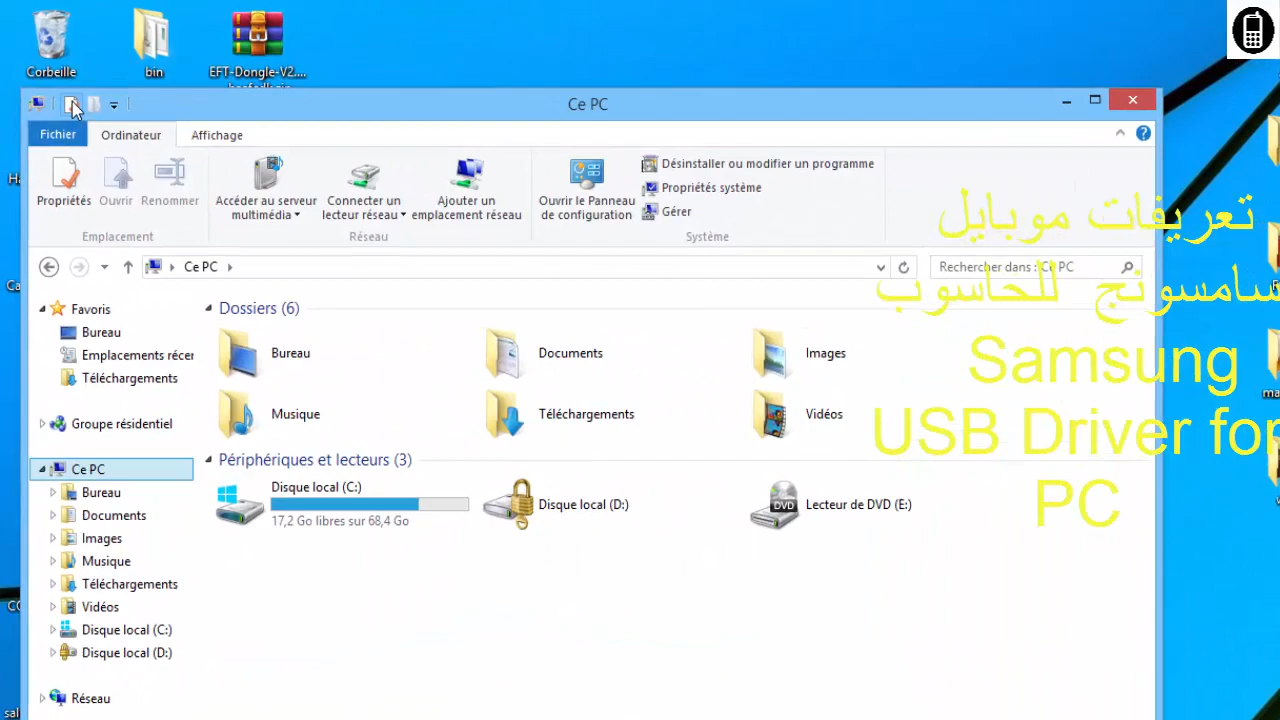 Corbeille
bin
EFT-Dongle-V2....
Ce PC
Fichier
Ordinateur
Affichage
Propriétés
Ouvrir
Renommer
Accéder au serveur
multimédia
Connecter un
lecteur réseau
Ajouter un
emplacement réseau
Ouvrir le Panneau
de configuration
Désinstaller ou modifier un programme
Propriétés système
Gérer
Emplacement
Réseau
Système
Ce PC
Rechercher dans : Ce PC
تعريفات موبايل
سامسونج للحاسوب
Samsung
USB Driver for
PC
Favoris
Bureau
Emplacements récer
Téléchargements
Groupe résidentiel
Ce PC
Bureau
Documents
Images
Musique
Téléchargements
Vidéos
Disque local (C:)
Disque local (D:)
Réseau
Dossiers (6)
Bureau
Documents
Images
Musique
Téléchargements
Vidéos
Périphériques et lecteurs (3)
Disque local (C:)
17,2 Go libres sur 68,4 Go
Disque local (D:)
DVD
Lecteur de DVD (E:)